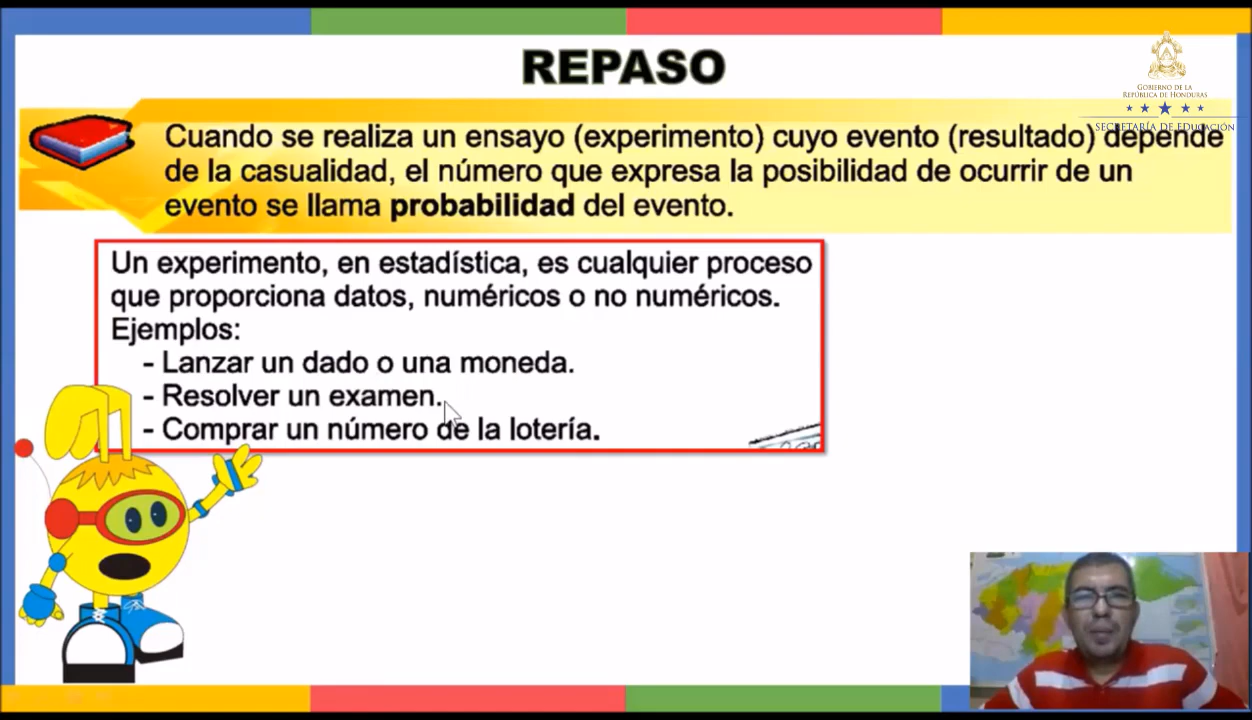 REPASO
GOBIERNO DE LA
REPÚBLICA DE HONDURAS
SECRETARÍA DE EDUCACIÓN
Cuando se realiza un ensayo (experimento) cuyo evento (resultado) depende
de la casualidad, el número que expresa la posibilidad de ocurrir de un
evento se llama probabilidad del evento.
Un experimento, en estadística, es cualquier proceso
que proporciona datos, numéricos o no numéricos.
Ejemplos:
- Lanzar un dado o una moneda.
- Resolver un examen.
- Comprar un número de la lotería.